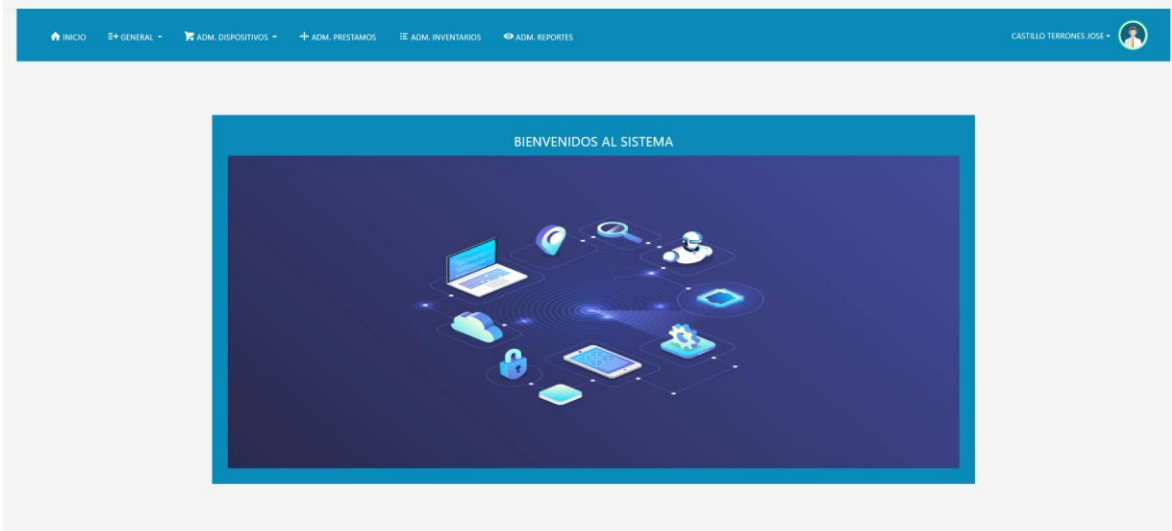 INICIO
GENERAL
ADM. DISPOSITIVOS
ADM. PRESTAMOS
ADM. INVENTARIOS
ADM. REPORTES
CASTILLO TERRONES JOSE
BIENVENIDOS AL SISTEMA